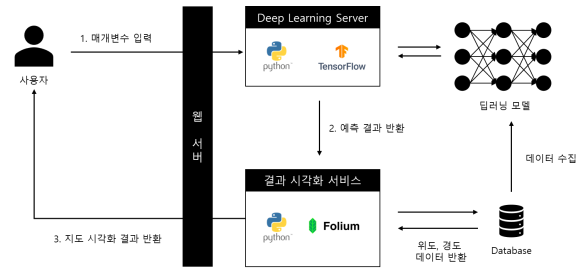 Deep Learning Server
1. 매개변수 입력
python
TensorFlow
사용자
딥러닝 모델
웹
서
버
2. 예측 결과 반환
데이터 수집
결과 시각화 서비스
python
Folium
3. 지도 시각화 결과 반환
위도, 경도
데이터 반환
Database